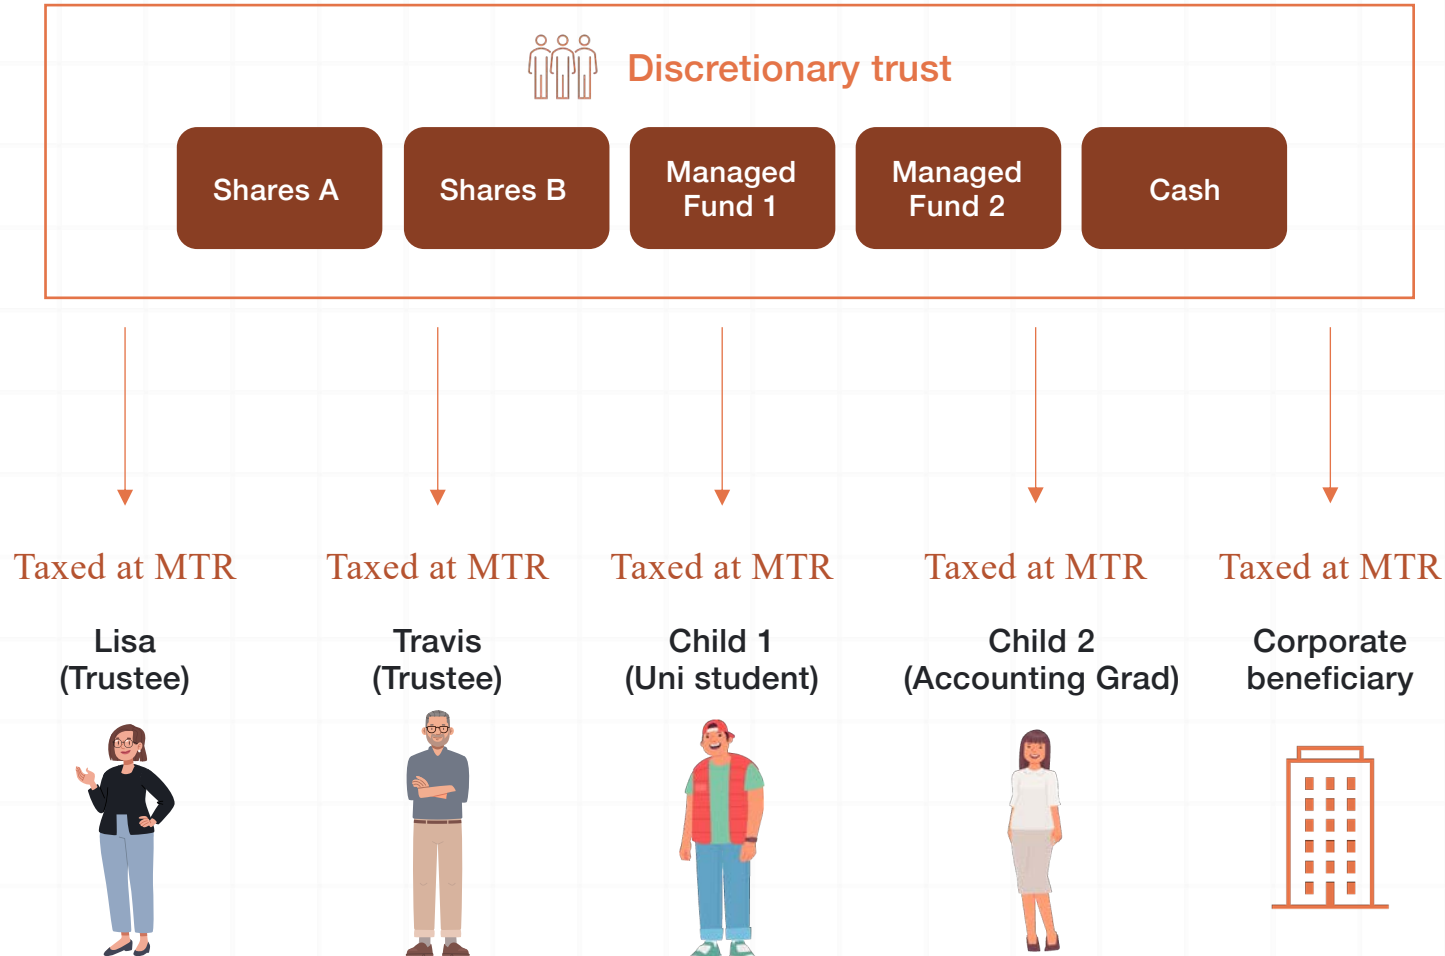 Discretionary trust
Shares A
Shares B
Managed
Fund 1
Managed
Fund 2
Cash
Taxed at MTR
Lisa
(Trustee)
Taxed at MTR
Travis
(Trustee)
Taxed at MTR
Child 1
(Uni student)
Taxed at MTR
Child 2
(Accounting Grad)
Taxed at MTR
Corporate
beneficiary